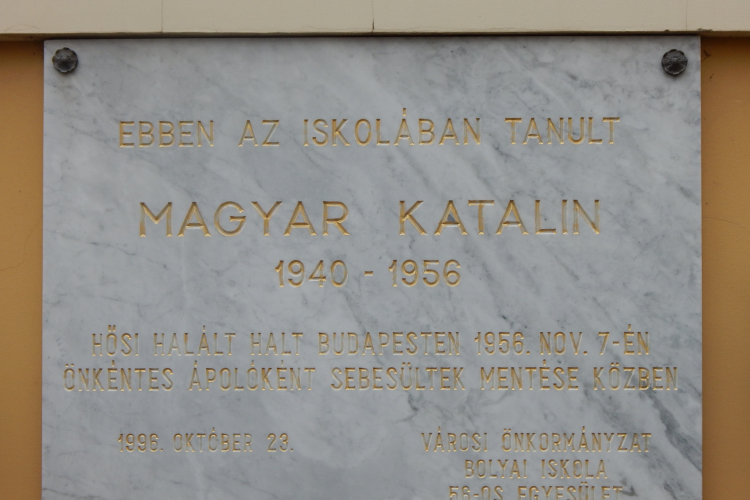 EBBEN AZ ISKOLÁBAN TANULT
MAGYAR KATALIN
1940 - 1956
HŐSI HALÁLT HALT BUDAPESTEN 1956. NOV. 7-ÉN
ÖNKÉNTES ÁPOLÓKÉNT SEBESÜLTEK MENTÉSE KÖZBEN
1996. OKTÓBER 23.
VÁROSI ÖNKORMÁNYZAT
BOLYAI ISKOLA
56-OS EGYESÜLET